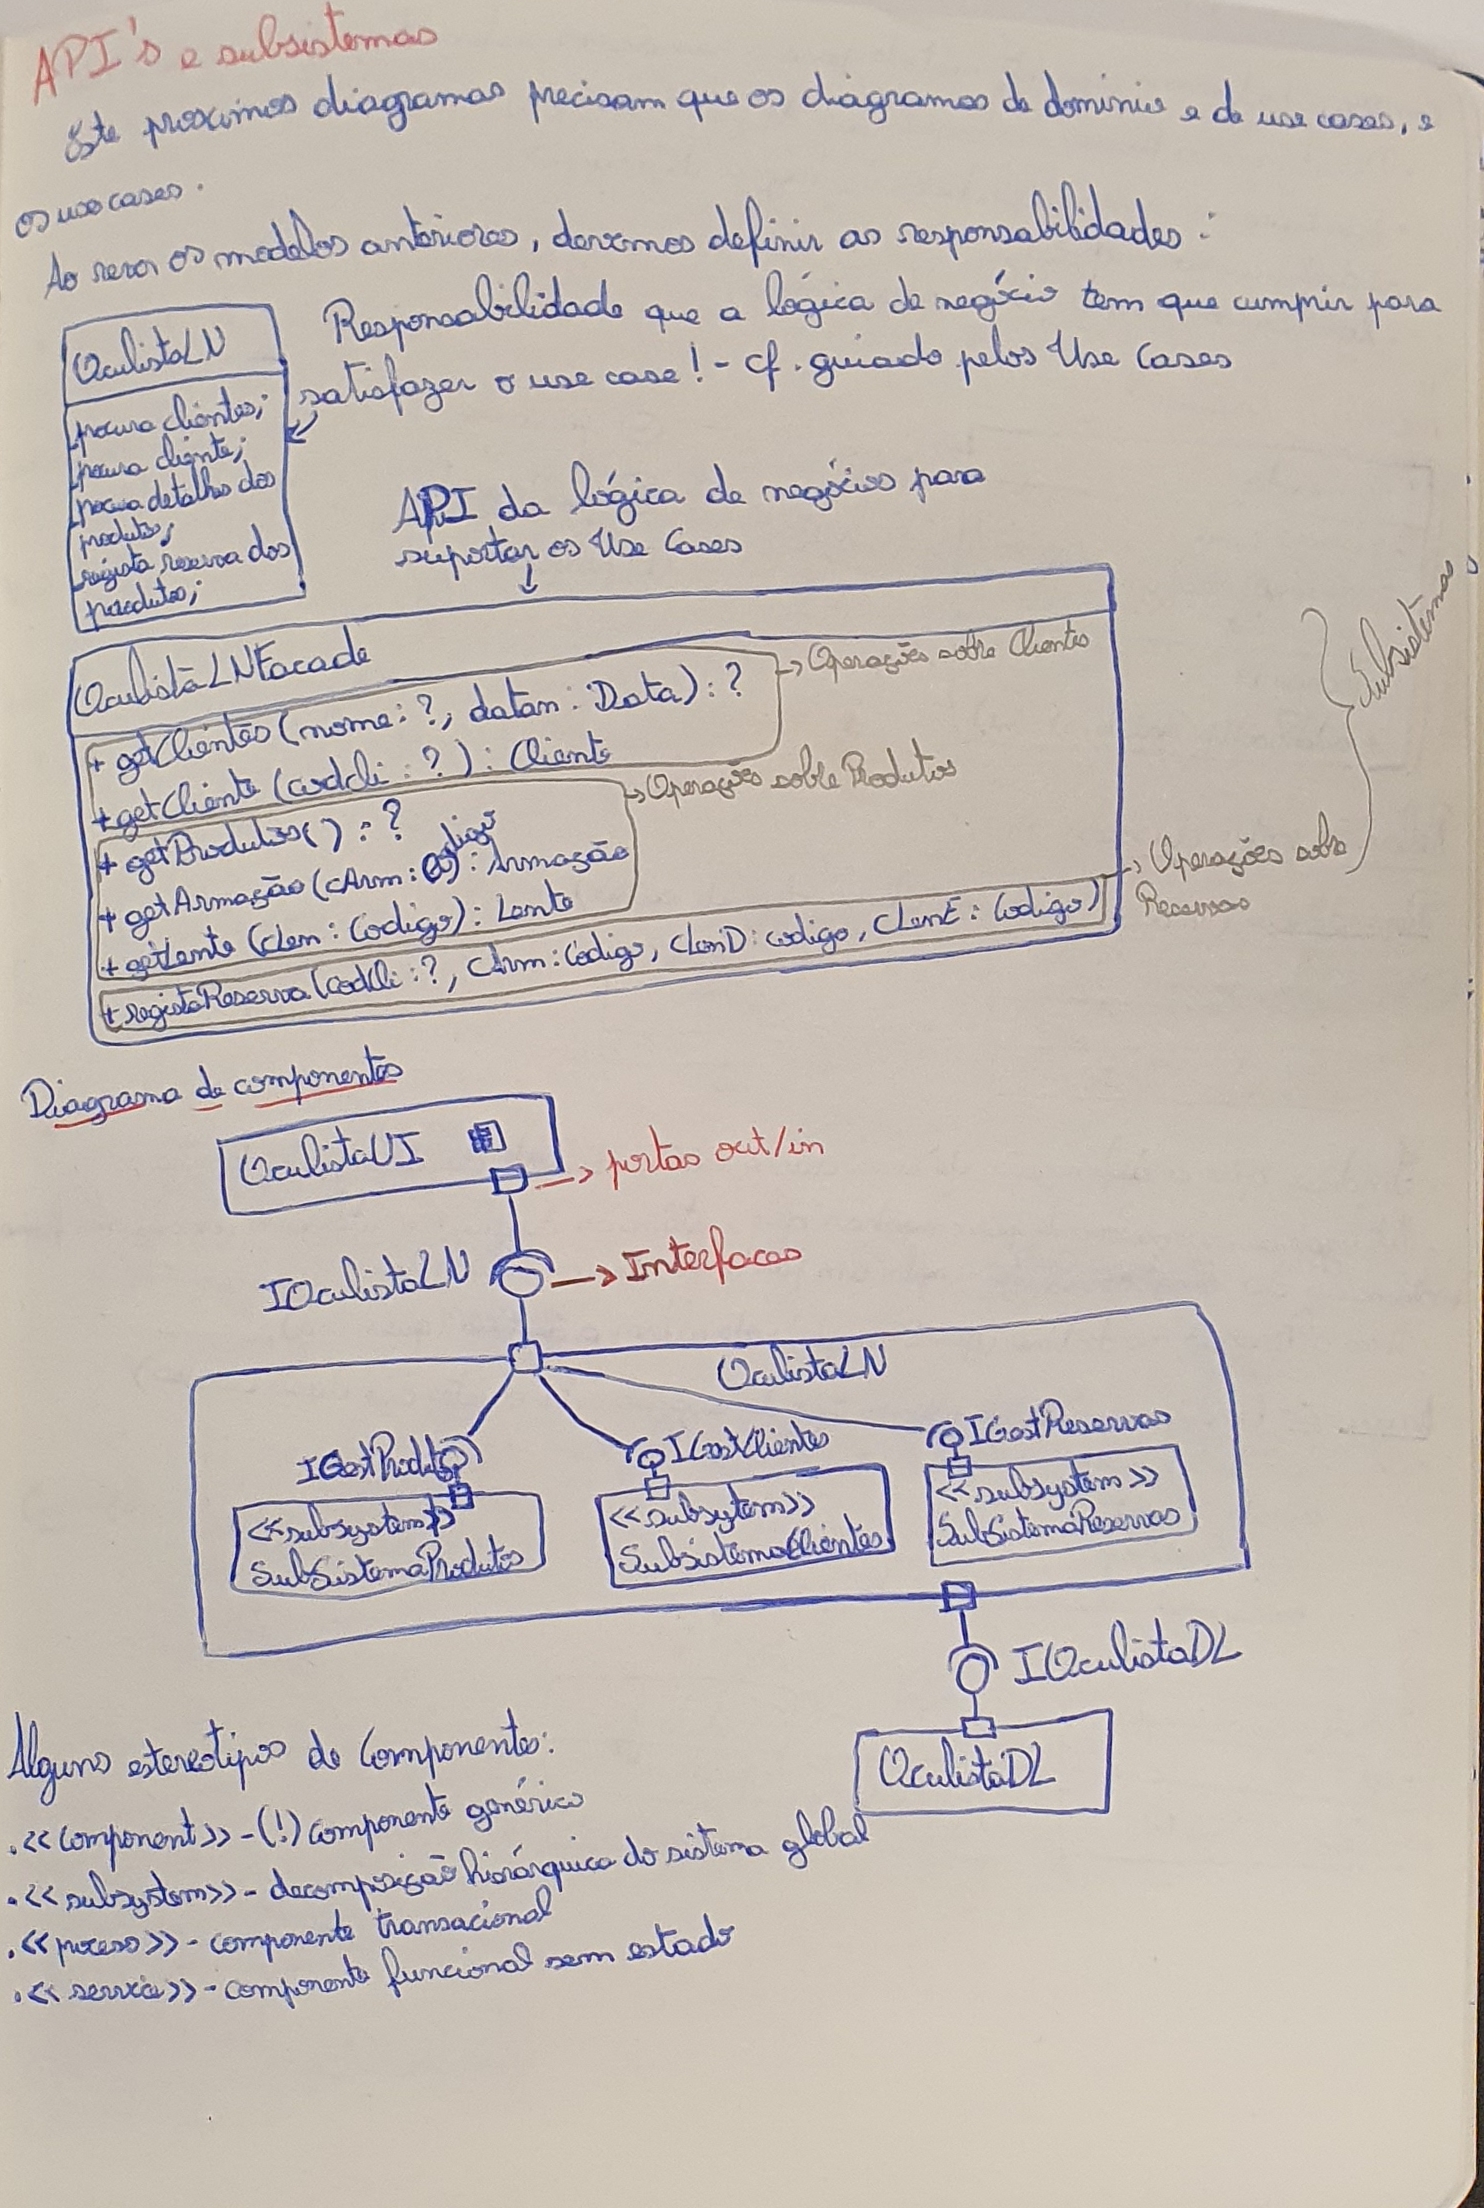 API's e subsistemas
Este proximos diagramas precisam que os diagramas de dominio e de use cases, e
os use cases.
Ao rever os modelos anteriores, devemos definir as responsabilidades:
OculistaLN
procura clientes;
procura cliente;
procura detalhes dos
produtos;
regista reserva dos
produtos;
Responsabilidade que a lógica de negócio tem que cumprir para
satisfazer o use case! - cf. guiado pelos Use Cases
API da lógica de negócios para
suportar os Use Cases
OculistaLNFacade
+ getClientes (nome: ?, datan: Data) : ?
+ getCliente (codcli : ?) : Cliente
+ getProdutos() : ?
+ getArmação (cArm: Codigo) : Armação
+ getLente (clen : Codigo) : Lente
+ registaReserva (codCli : ?, cArm: Codigo, cLenD: codigo, cLenE : Codigo)
Operações sobre Clientes
Operações sobre Produtos
Operações sobre
Reservas
Subsistemas
Diagrama de componentes
OculistaUI
portas out/in
IOculistaLN
Interfaces
OculistaLN
IGestProdutos
<<subsystem>>
SubSistemaProdutos
IGestClientes
<<subsytem>>
SubsistemaClientes
IGestReservas
<<subsystem>>
SubSistemaReservas
IOculistaDL
OculistaDL
Alguns estereotipos de Componentes:
. <<component>> - (!) componente genérico
. <<subsystem>> - decomposição hierárquica do sistema global
. <<process>> - componente transacional
. <<service>> - componente funcional sem estado